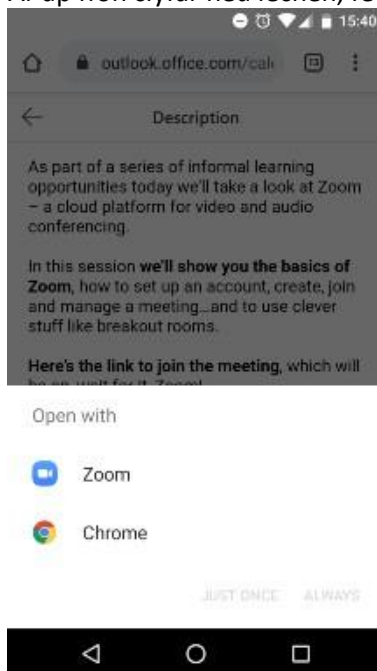 15:40
outlook.office.com/cal
Description
As part of a series of informal learning
opportunities today we'll take a look at Zoom
– a cloud platform for video and audio
conferencing.
In this session we'll show you the basics of
Zoom, how to set up an account, create, join
and manage a meeting...and to use clever
stuff like breakout rooms.
Here's the link to join the meeting, which will
Open with
Zoom
Chrome
JUST ONCE ALWAYS